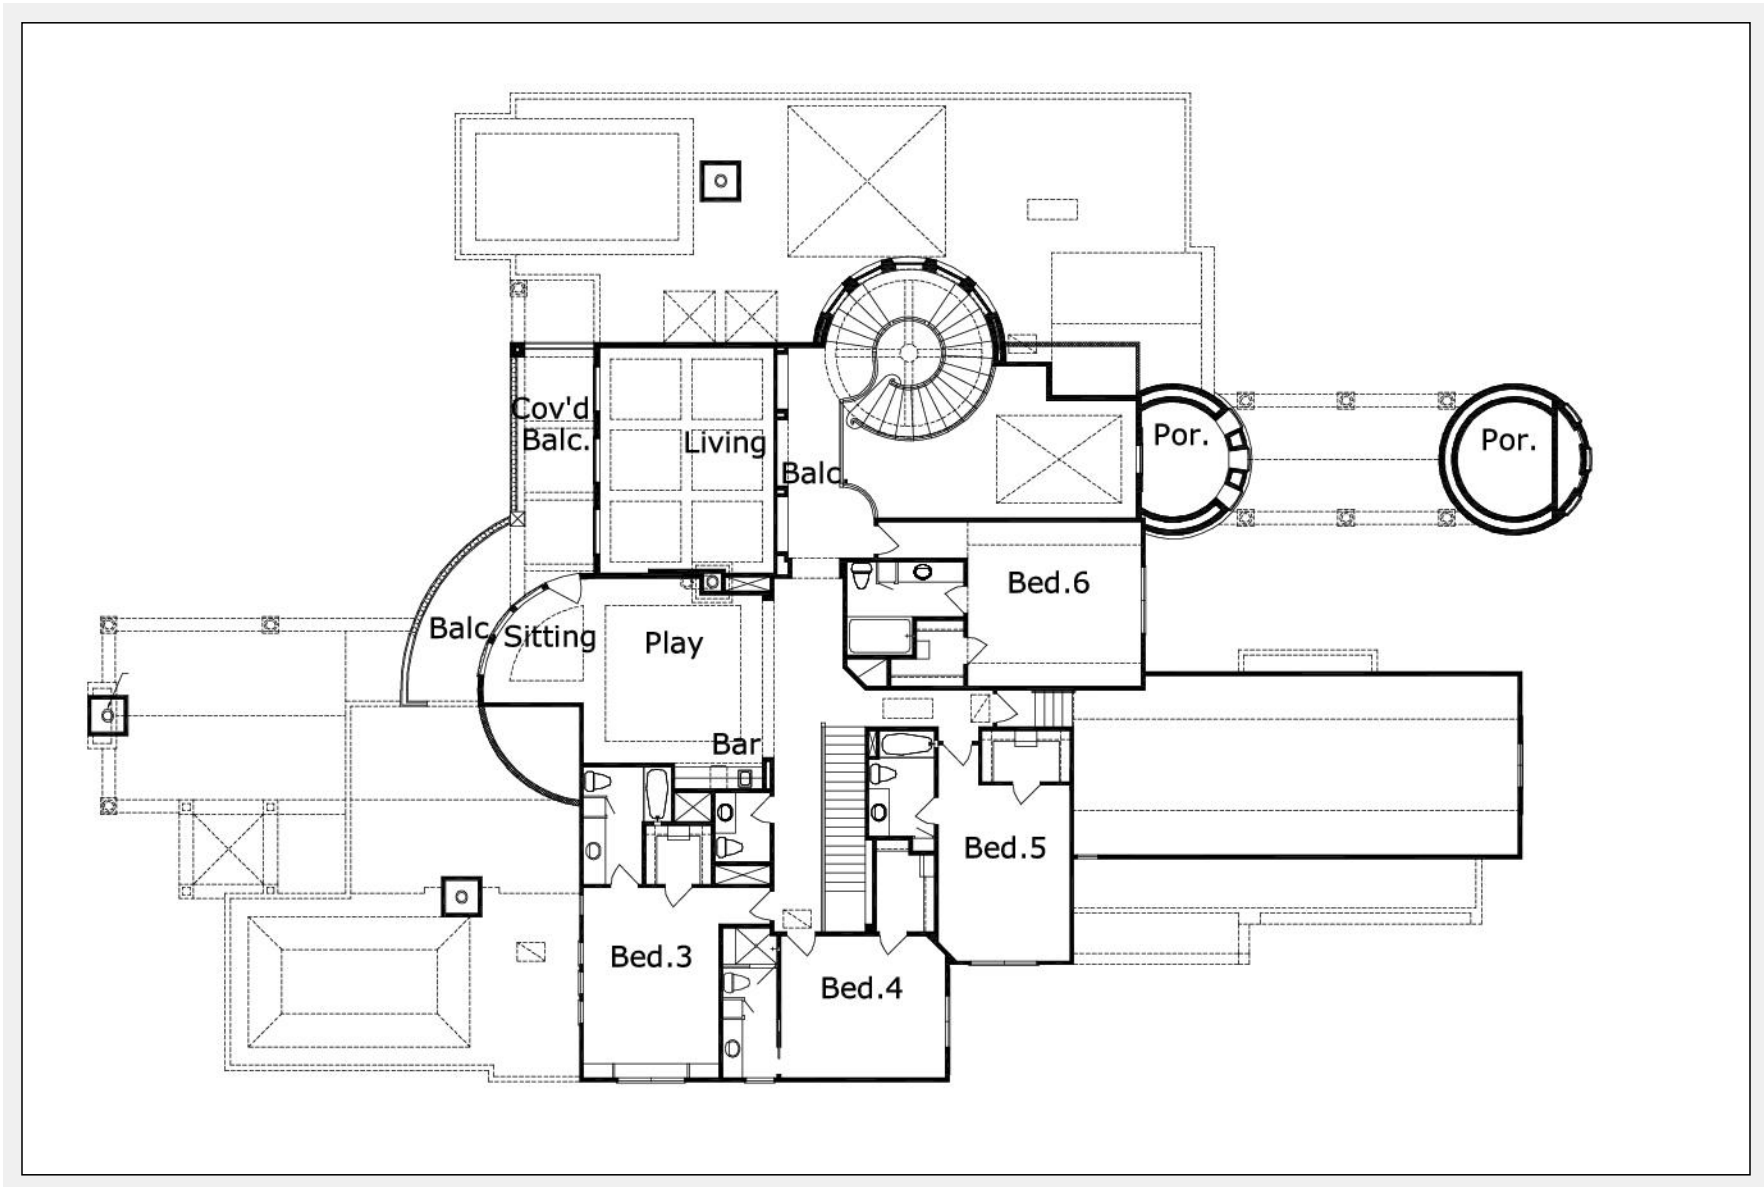 Cov'd
Balc.
Living
Balc.
Por.
Por.
Bed.6
Balc.
Sitting
Play
Bar
Bed.5
Bed.3
Bed.4